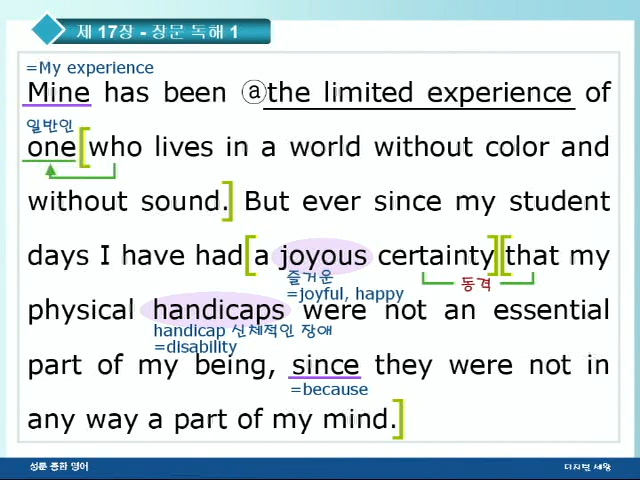 제 17장 - 장문 독해 1
=My experience
Mine has been ⓐthe limited experience of
일반인
one[who lives in a world without color and
without sound.] But ever since my student
days I have had[a joyous certainty][that my
즐거운
동격
=joyful, happy
physical handicaps were not an essential
handicap 신체적인 장애
=disability
part of my being, since they were not in
=because
any way a part of my mind.]
성문 종합 영어
디지털 세왕